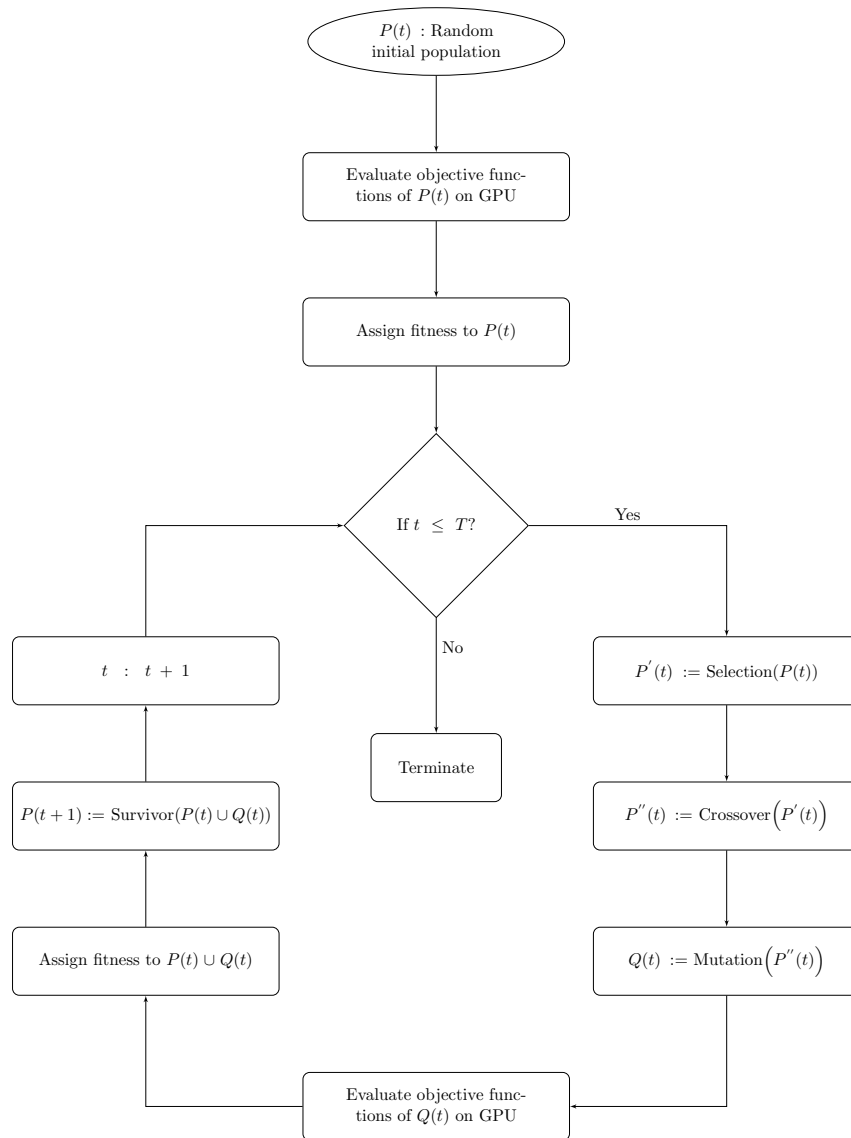 P(t) : Random
initial population
Evaluate objective func-
tions of P(t) on GPU
Assign fitness to P(t)
If t ≤ T?
Yes
No
t : t + 1
P′(t) := Selection(P(t))
Terminate
P(t + 1) := Survivor(P(t) ∪ Q(t))
P′′(t) := Crossover(P′(t))
Assign fitness to P(t) ∪ Q(t)
Q(t) := Mutation(P′′(t))
Evaluate objective func-
tions of Q(t) on GPU